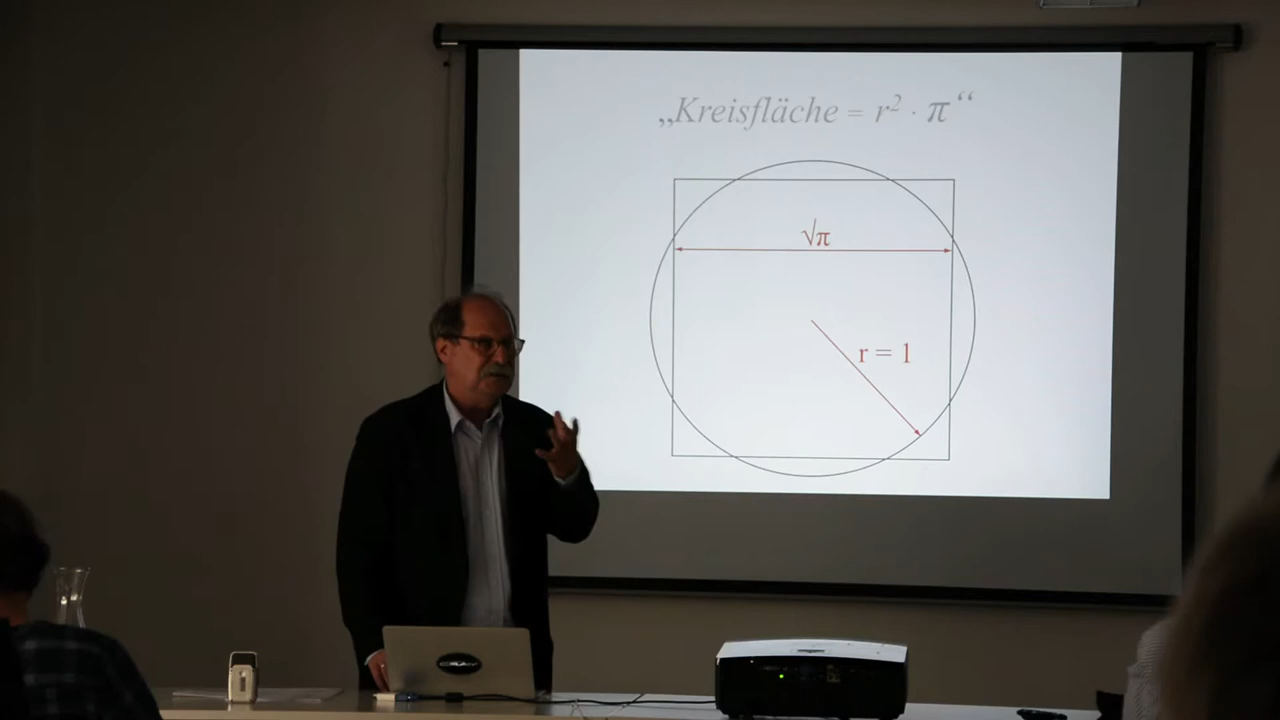 „Kreisfläche = r² · π“
√π
r = 1